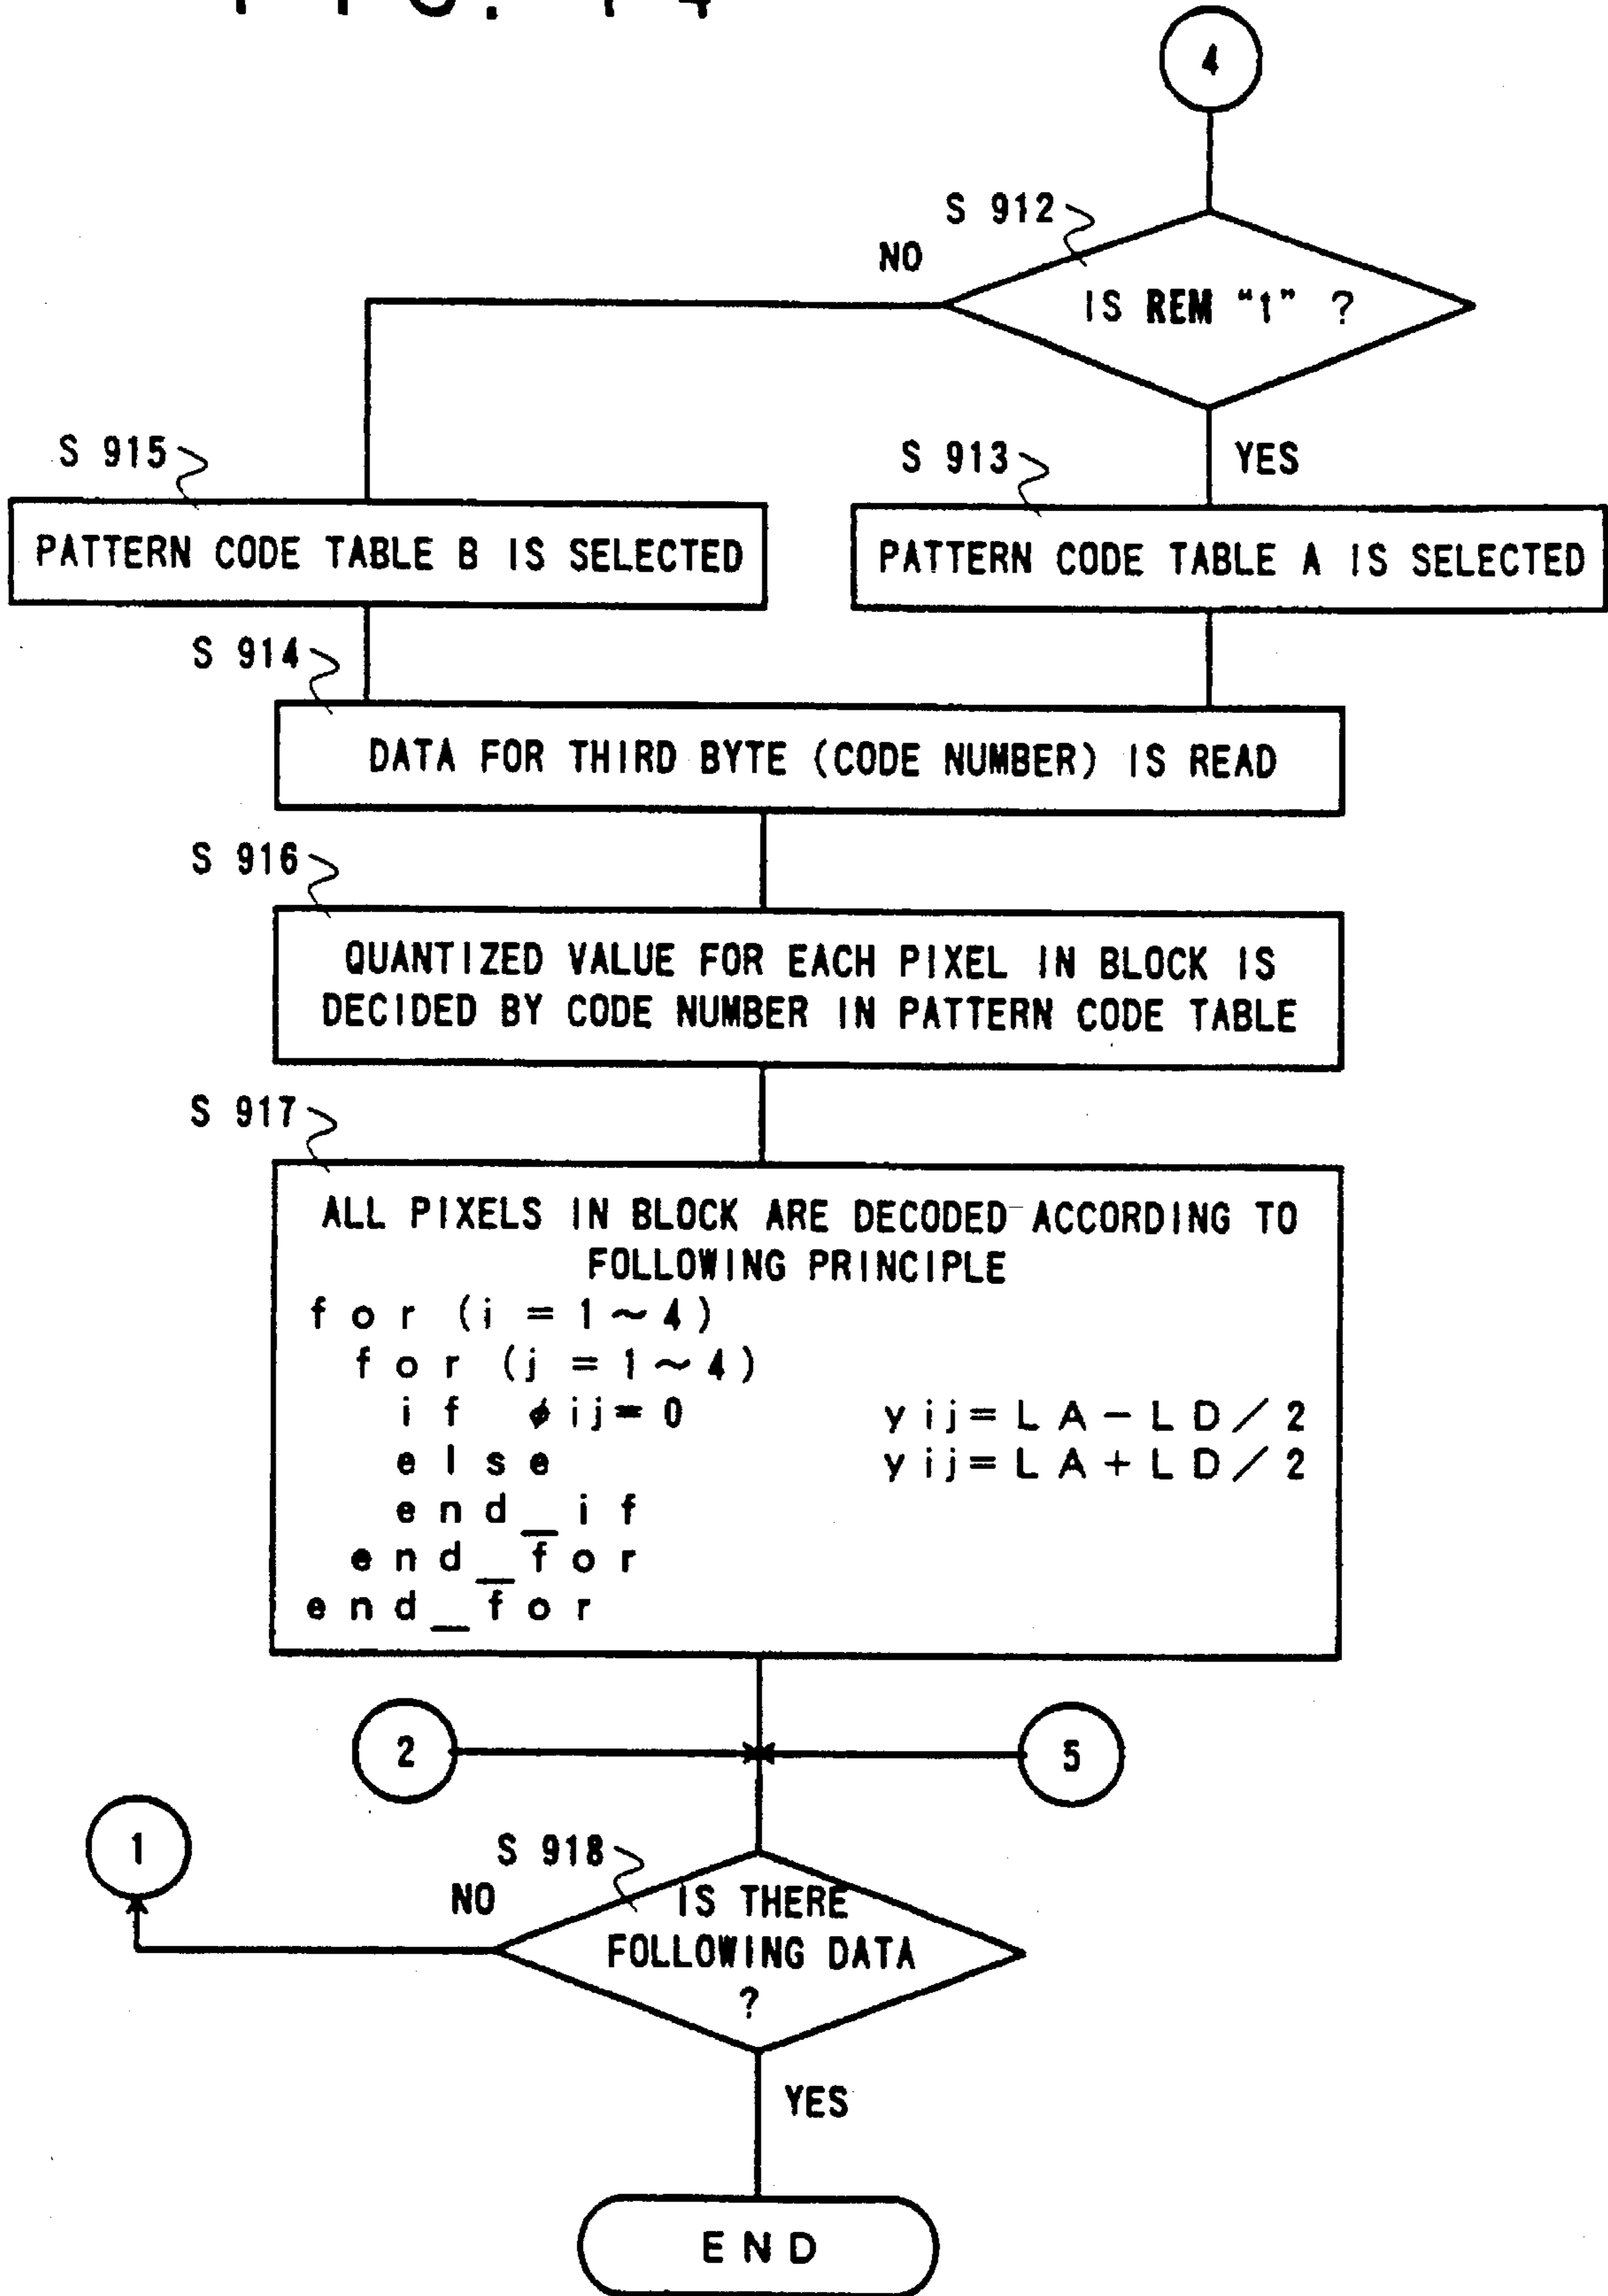 FIG. 14
4
S 912
NO
IS REM "1" ?
S 915
S 913
YES
PATTERN CODE TABLE B IS SELECTED
PATTERN CODE TABLE A IS SELECTED
S 914
DATA FOR THIRD BYTE (CODE NUMBER) IS READ
S 916
QUANTIZED VALUE FOR EACH PIXEL IN BLOCK IS
DECIDED BY CODE NUMBER IN PATTERN CODE TABLE
S 917
ALL PIXELS IN BLOCK ARE DECODED ACCORDING TO
FOLLOWING PRINCIPLE
for (i = 1~4)
for (j = 1~4)
if φij=0 yij=LA-LD/2
else yij=LA+LD/2
end_if
end_for
end_for
2
5
1
S 918
NO
IS THERE
FOLLOWING DATA
?
YES
END